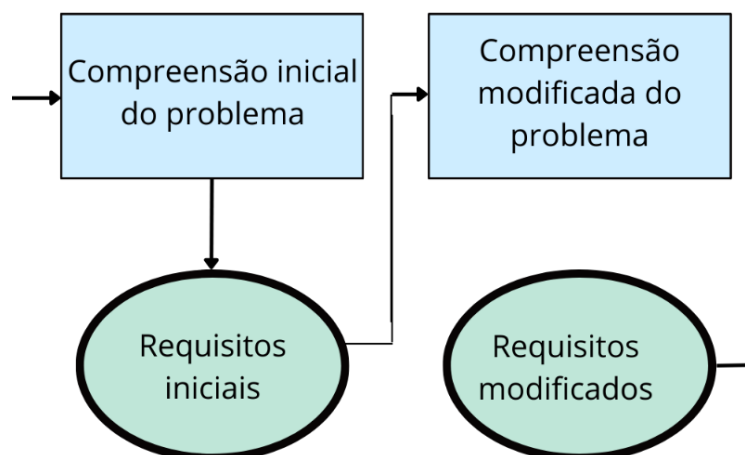 Compreensão inicial
do problema
Compreensão
modificada do
problema
Requisitos
iniciais
Requisitos
modificados